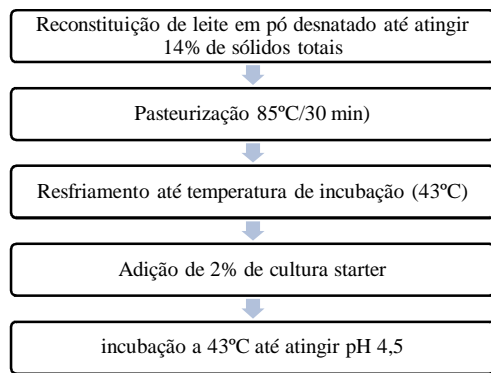 Reconstituição de leite em pó desnatado até atingir
14% de sólidos totais
Pasteurização 85ºC/30 min)
Resfriamento até temperatura de incubação (43ºC)
Adição de 2% de cultura starter
incubação a 43ºC até atingir pH 4,5